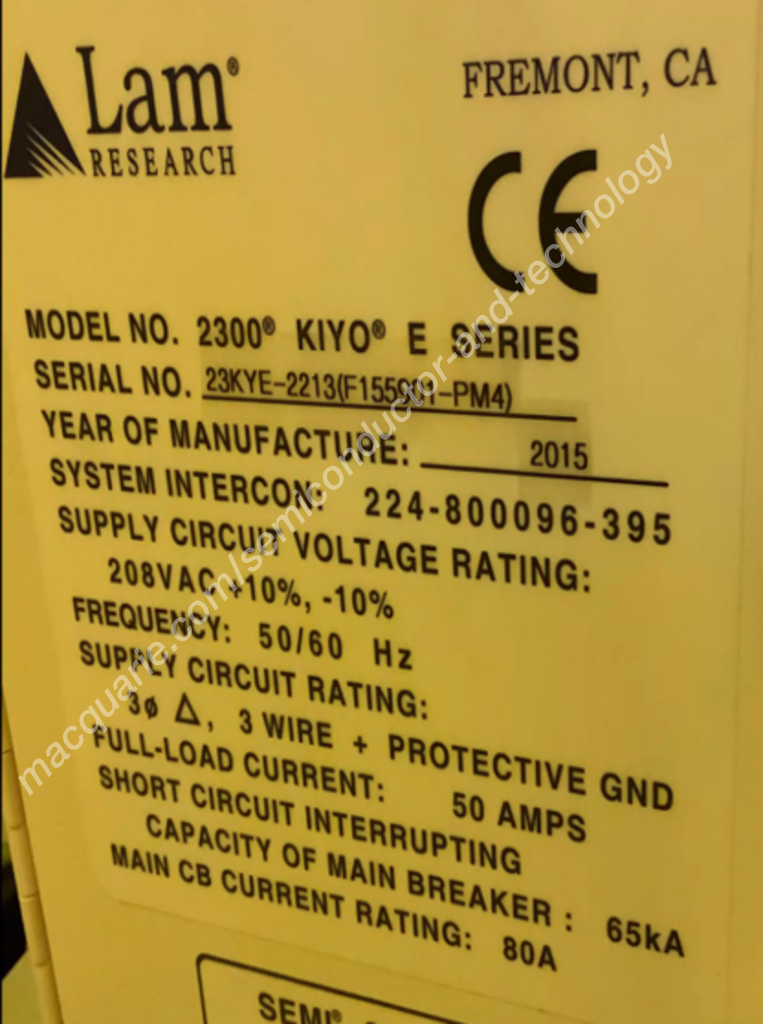 Lam®
RESEARCH
FREMONT, CA
CE
MODEL NO. 2300® KIYO® E SERIES
SERIAL NO. 23KYE-2213(F155901-PM4)
YEAR OF MANUFACTURE: 2015
SYSTEM INTERCON: 224-800096-395
SUPPLY CIRCUIT VOLTAGE RATING:
208VAC +10%, -10%
FREQUENCY: 50/60 Hz
SUPPLY CIRCUIT RATING:
3ø Δ, 3 WIRE + PROTECTIVE GND
FULL-LOAD CURRENT: 50 AMPS
SHORT CIRCUIT INTERRUPTING
CAPACITY OF MAIN BREAKER : 65kA
MAIN CB CURRENT RATING: 80A
SEMI®
macquarie.com/semiconductor-and-technology